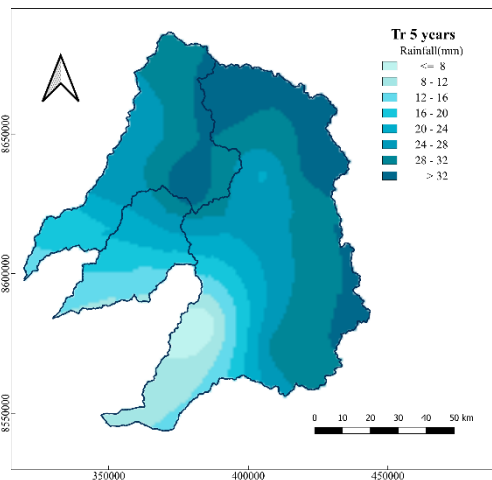 Tr 5 years
Rainfall(mm)
<= 8
8 - 12
12 - 16
16 - 20
20 - 24
24 - 28
28 - 32
> 32
8650000
8600000
8550000
0 10 20 30 40 50 km
350000 400000 450000